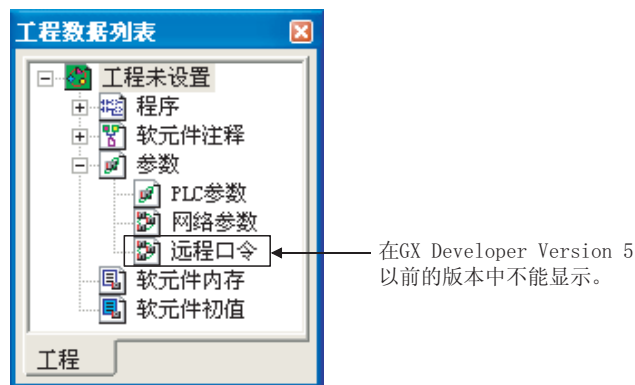 工程数据列表
工程未设置
程序
软元件注释
参数
PLC参数
网络参数
远程口令
在GX Developer Version 5
以前的版本中不能显示。
软元件内存
软元件初值
工程